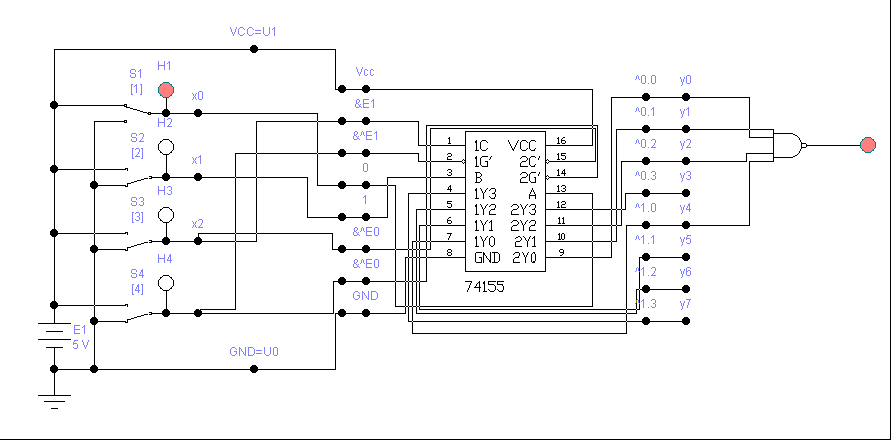 VCC=U1
H1
S1
[1]
x0
H2
S2
[2]
x1
H3
S3
[3]
x2
H4
S4
[4]
E1
5 V
GND=U0
Vcc
&E1
&^E1
0
1
&^E0
&^E0
GND
1 1C VCC 16
2 1G' 2C' 15
3 B 2G' 14
4 1Y3 A 13
5 1Y2 2Y3 12
6 1Y1 2Y2 11
7 1Y0 2Y1 10
8 GND 2Y0 9
74155
^0.0 y0
^0.1 y1
^0.2 y2
^0.3 y3
^1.0 y4
^1.1 y5
^1.2 y6
^1.3 y7